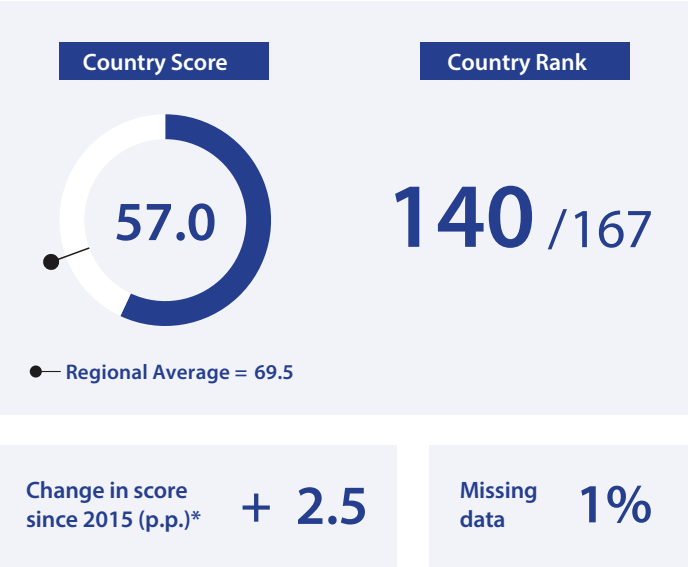 Country Score
Country Rank
57.0
140 /167
Regional Average = 69.5
Change in score
since 2015 (p.p.)*
+ 2.5
Missing
data
1%